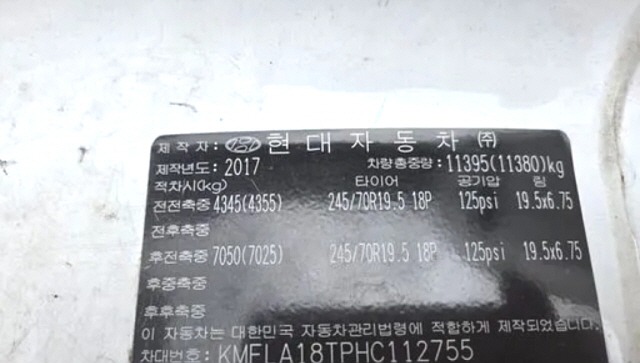 제 작 자: 현 대 자 동 차 ㈜
제작년도: 2017 차량총중량: 11395(11380)kg
적차시(kg) 타이어 공기압 림
전전축중 4345(4355) 245/70R19.5 18P 125psi 19.5x6.75
전후축중
후전축중 7050(7025) 245/70R19.5 18P 125psi 19.5x6.75
후중축중
후후축중
이 자동차는 대한민국 자동차관리법령에 적합하게 제작되
차대번호: KMFLA18TPHC112755